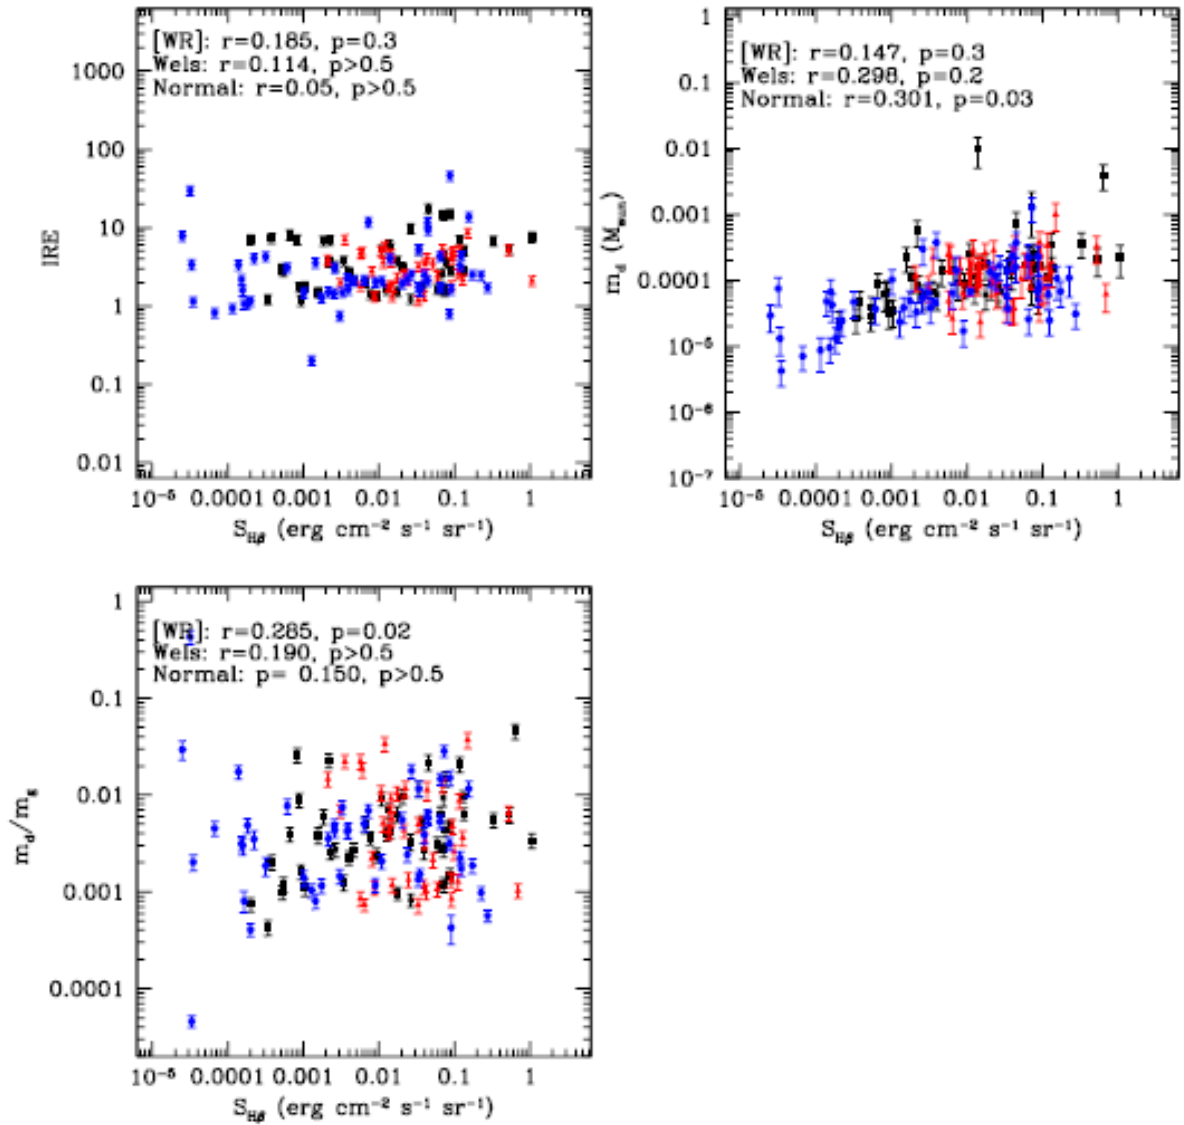 [WR]: r=0.185, p=0.3
Wels: r=0.114, p>0.5
Normal: r=0.05, p>0.5
1000
100
10
1
0.1
0.01
IRE
10⁻⁵ 0.0001 0.001 0.01 0.1 1
S_Hβ (erg cm⁻² s⁻¹ sr⁻¹)
[WR]: r=0.147, p=0.3
Wels: r=0.298, p=0.2
Normal: r=0.301, p=0.03
1
0.1
0.01
0.001
0.0001
10⁻⁵
10⁻⁶
10⁻⁷
m_d (M_sun)
10⁻⁵ 0.0001 0.001 0.01 0.1 1
S_Hβ (erg cm⁻² s⁻¹ sr⁻¹)
[WR]: r=0.285, p=0.02
Wels: r=0.190, p>0.5
Normal: p= 0.150, p>0.5
1
0.1
0.01
0.001
0.0001
m_d/m_g
10⁻⁵ 0.0001 0.001 0.01 0.1 1
S_Hβ (erg cm⁻² s⁻¹ sr⁻¹)